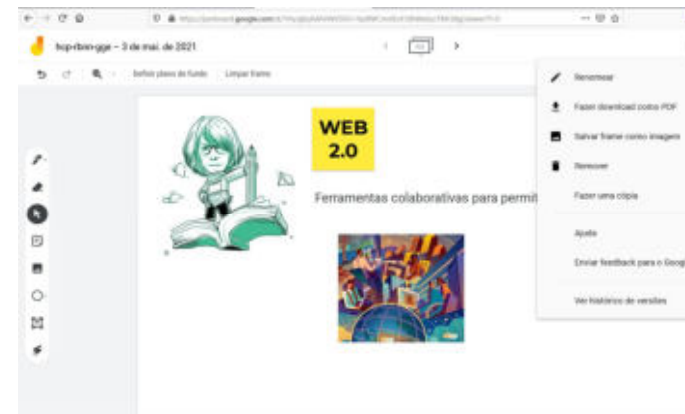 hcp-rbnn-gge – 3 de mai. de 2021
Definir plano de fundo
Limpar frame
WEB
2.0
Ferramentas colaborativas para permit
Renomear
Fazer download como PDF
Salvar frame como imagem
Remover
Fazer uma cópia
Ajuda
Enviar feedback para o Goog
Ver histórico de versões